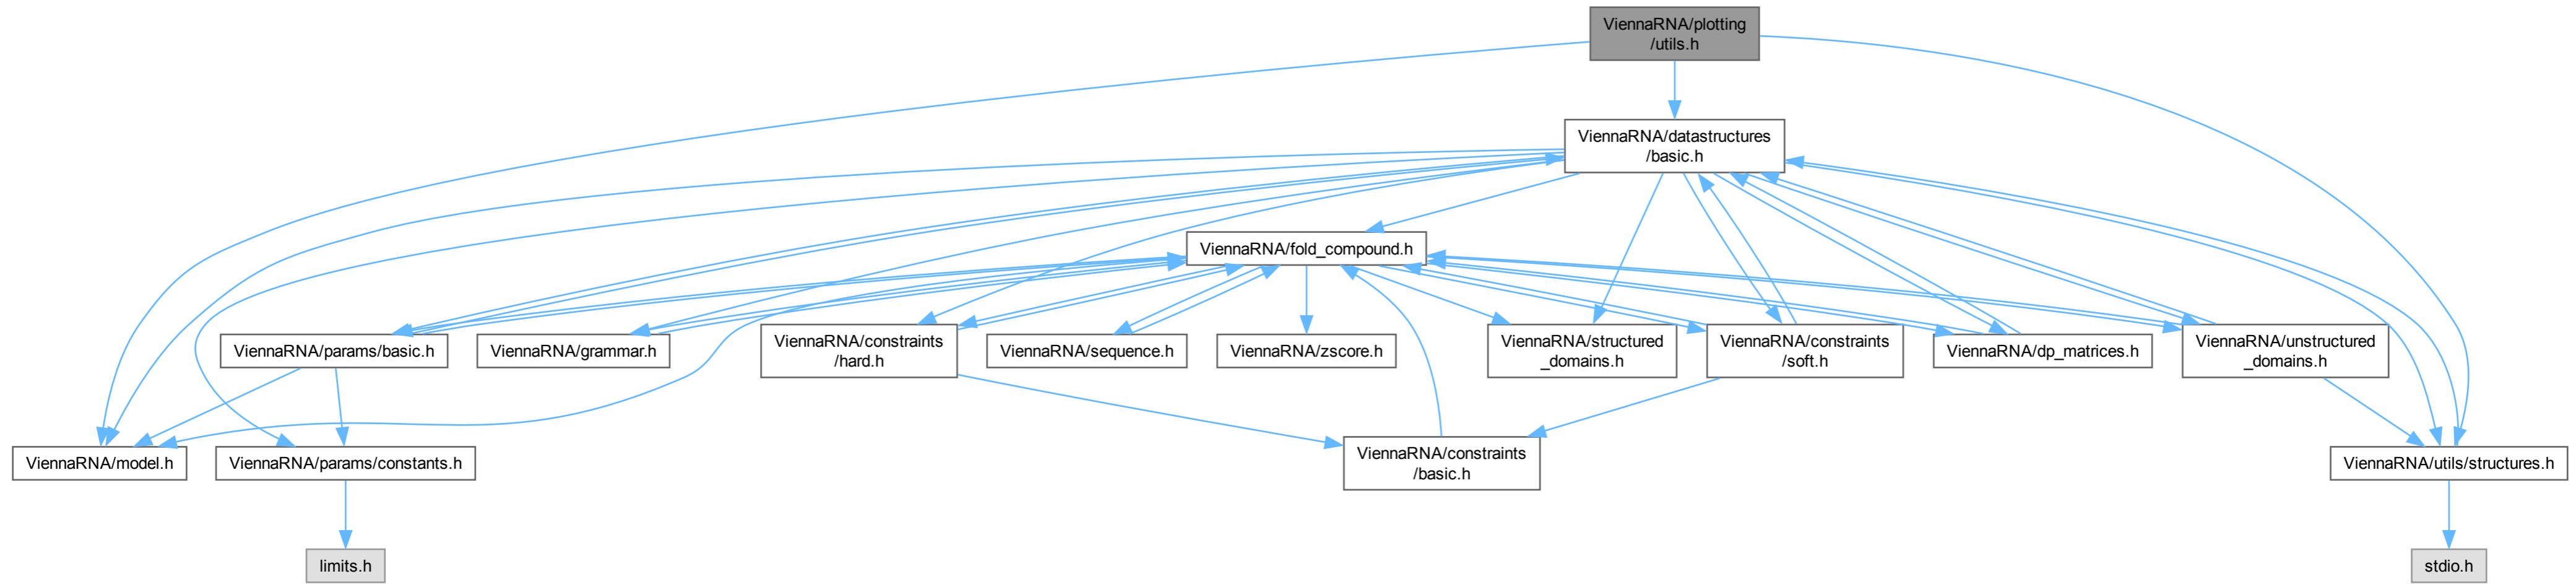 ViennaRNA/plotting
/utils.h
ViennaRNA/datastructures
/basic.h
ViennaRNA/fold_compound.h
ViennaRNA/params/basic.h
ViennaRNA/grammar.h
ViennaRNA/constraints
/hard.h
ViennaRNA/sequence.h
ViennaRNA/zscore.h
ViennaRNA/structured
_domains.h
ViennaRNA/constraints
/soft.h
ViennaRNA/dp_matrices.h
ViennaRNA/unstructured
_domains.h
ViennaRNA/model.h
ViennaRNA/params/constants.h
ViennaRNA/constraints
/basic.h
ViennaRNA/utils/structures.h
limits.h
stdio.h